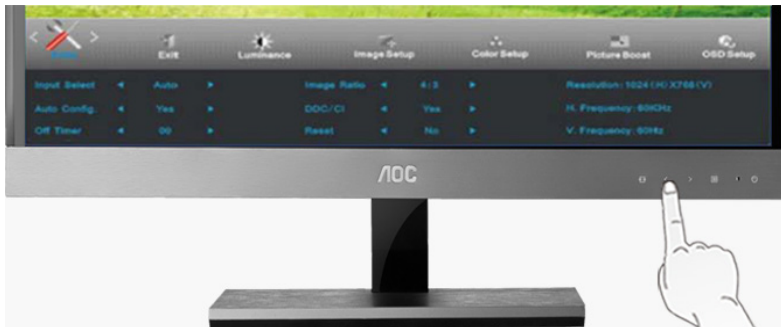 Exit Luminance Image Setup Color Setup Picture Boost OSD Setup
Input Select Auto Image Ratio 4:3 Resolution: 1024(H)X768(V)
Auto Config. Yes DDC/CI Yes H. Frequency: 60KHz
Off Timer 00 Reset No V. Frequency: 60Hz
AOC